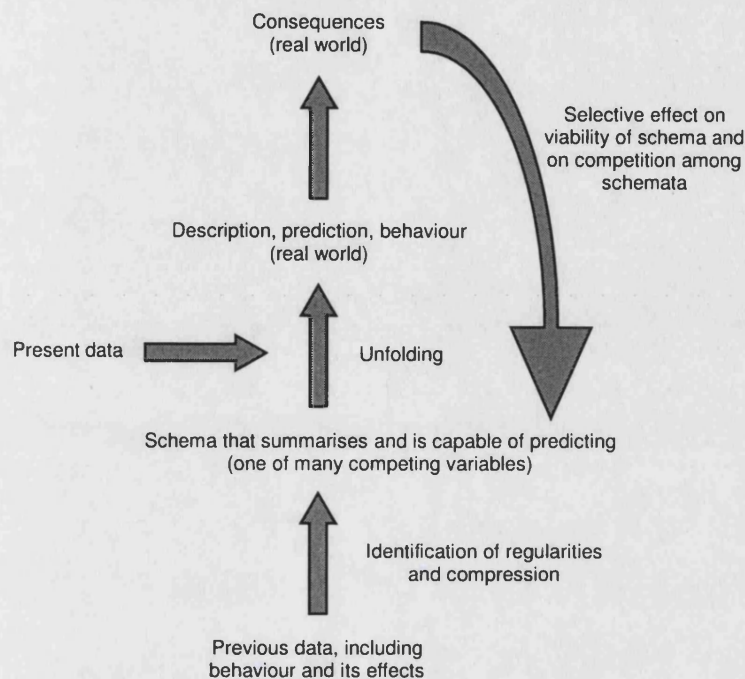 Consequences
(real world)
Selective effect on
viability of schema and
on competition among
schemata
Description, prediction, behaviour
(real world)
Present data
Unfolding
Schema that summarises and is capable of predicting
(one of many competing variables)
Identification of regularities
and compression
Previous data, including
behaviour and its effects